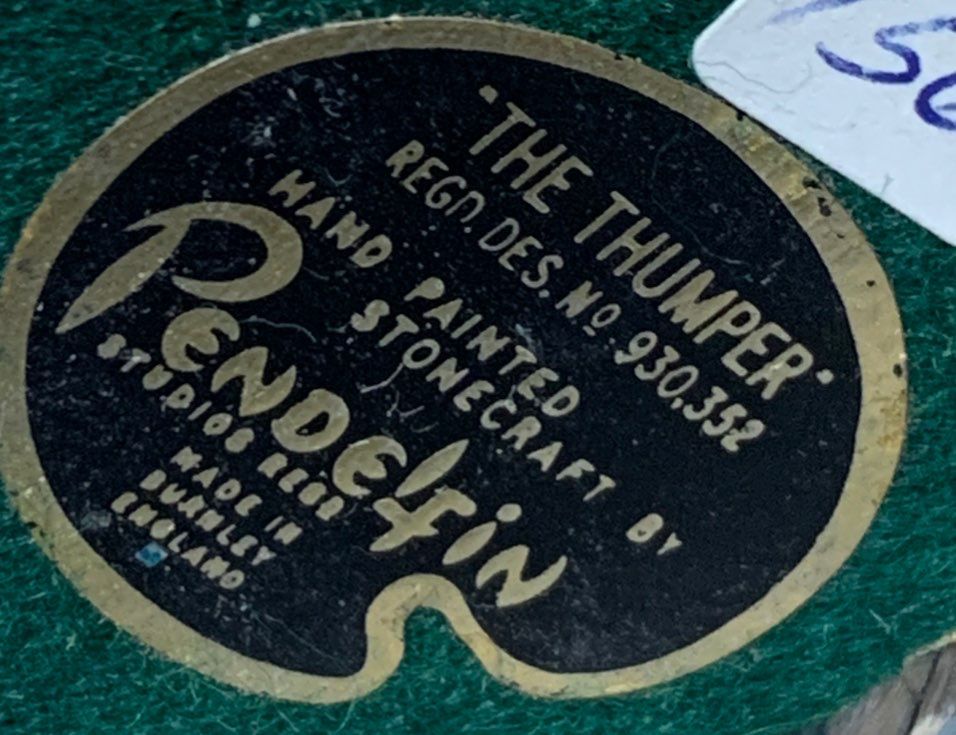 "THE THUMPER"
REGD. DES. NO 930,352
HAND PAINTED
STONECRAFT BY
PENDELFIN
STUDIOS REGD
MADE IN
BURNLEY
ENGLAND